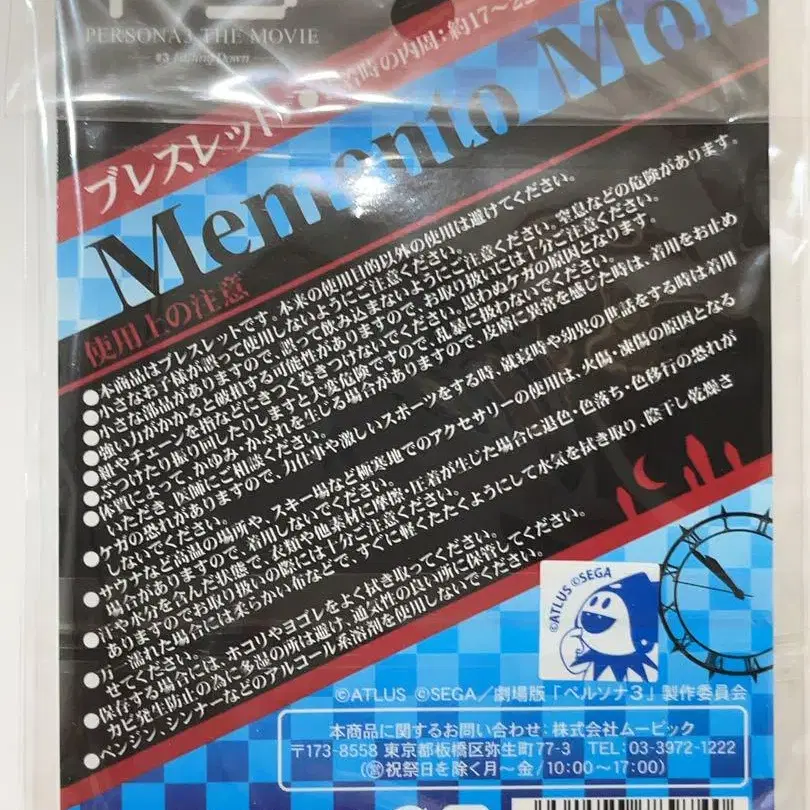 PERSONA3 THE MOVIE
#3 Falling Down
ブレスレット
時の内周:約17～2
Memento Mori
使用上の注意
●本商品はブレスレットです。本来の使用目的以外の使用は避けてください。
●小さなお子様が誤って使用しないようにご注意ください。
●小さな部品がありますので、誤って飲み込まないようにご注意ください。窒息などの危険があります。
●強い力がかかると破損する可能性がありますので、お取り扱いには十分ご注意ください。
●紐やチェーンを指などにきつく巻きつけないでください。思わぬケガの原因となります。
●ぶつけたり振り回したりしますと大変危険ですので、乱暴に扱わないでください。
●体質によって、かゆみ・かぶれを生じる場合がありますので、皮膚に異常を感じた時は、着用をお止め
いただき、医師にご相談ください。
●ケガの恐れがありますので、力仕事や激しいスポーツをする時、就寝時や幼児の世話をする時は着用
しないでください。
●サウナなど高温の場所や、スキー場など極寒地でのアクセサリーの使用は、火傷・凍傷の原因となる
場合がありますので、着用しないでください。
●汗や水分を含んだ状態で、衣類や他素材に摩擦・圧着が生じた場合に退色・色落ち・色移行の恐れが
ありますのでお取り扱いの際には十分ご注意ください。
●万一濡れた場合には柔らかい布などで、すぐに軽くたたくようにして水気を拭き取り、陰干し乾燥さ
せてください。
●保存する場合には、ホコリやヨゴレをよく拭き取ってください。
カビ発生防止の為に多湿の所は避け、通気性の良い所に保管してください。
●ベンジン、シンナーなどのアルコール系溶剤を使用しないでください。
©ATLUS ©SEGA
©ATLUS ©SEGA／劇場版「ペルソナ3」製作委員会
本商品に関するお問い合わせ：株式会社ムービック
〒173-8558 東京都板橋区弥生町77-3 TEL：03-3972-1222
（㊡祝祭日を除く月～金/10:00～17:00）